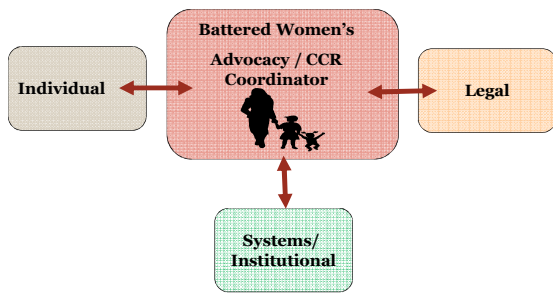 Battered Women's
Advocacy / CCR
Coordinator
Individual
Legal
Systems/
Institutional